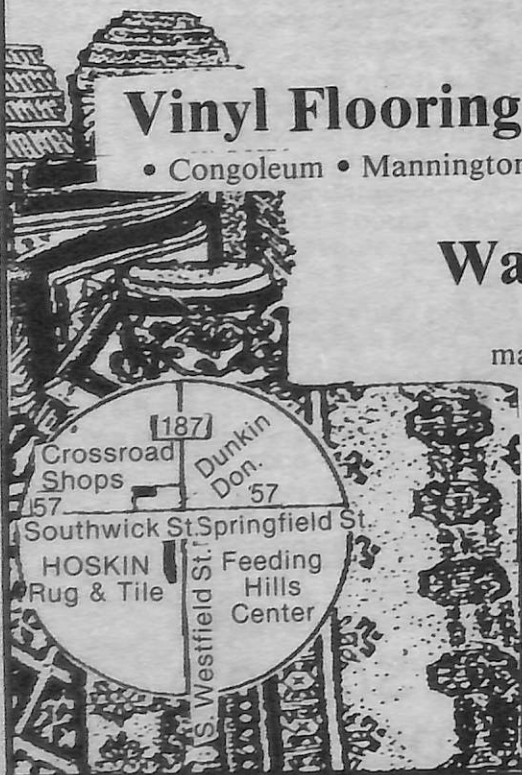 Vinyl Flooring
• Congoleum • Mannington
Wa
ma
187
Crossroad
Shops
Dunkin
Don.
57
57
Southwick St. Springfield St.
HOSKIN
Rug & Tile
S. Westfield St.
Feeding
Hills
Center